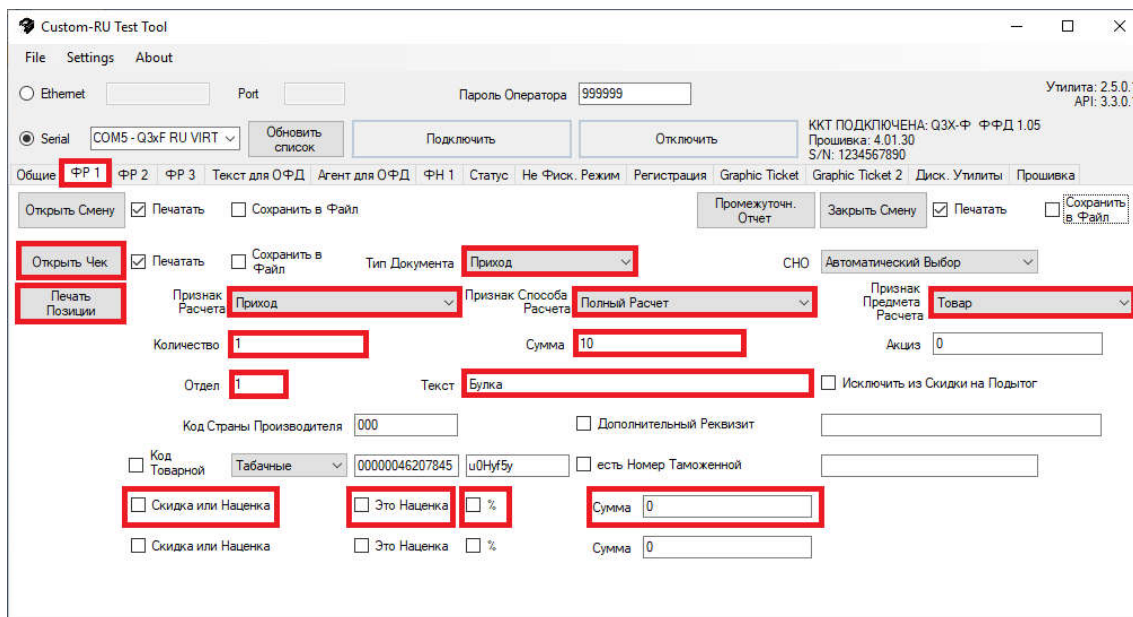 Custom-RU Test Tool
File Settings About
Ethernet Port Пароль Оператора 999999 Утилита: 2.5.0.
API: 3.3.0.
Serial COM5 - Q3xF RU VIRT Обновить список Подключить Отключить ККТ ПОДКЛЮЧЕНА: Q3X-Ф ФФД 1.05
Прошивка: 4.01.30
S/N: 1234567890
Общие ФР 1 ФР 2 ФР 3 Текст для ОФД Агент для ОФД ФН 1 Статус Не Фиск. Режим Регистрация Graphic Ticket Graphic Ticket 2 Диск. Утилиты Прошивка
Открыть Смену Печатать Сохранить в Файл Промежуточн. Отчет Закрыть Смену Печатать Сохранить в Файл
Открыть Чек Печатать Сохранить в Файл Тип Документа Приход СНО Автоматический Выбор
Печать Позиции Признак Расчета Приход Признак Способа Расчета Полный Расчет Признак Предмета Расчета Товар
Количество 1 Сумма 10 Акциз 0
Отдел 1 Текст Булка Исключить из Скидки на Подытог
Код Страны Производителя 000 Дополнительный Реквизит
Код Товарной Табачные 00000046207845 u0Hyf5y есть Номер Таможенной
Скидка или Наценка Это Наценка % Сумма 0
Скидка или Наценка Это Наценка % Сумма 0